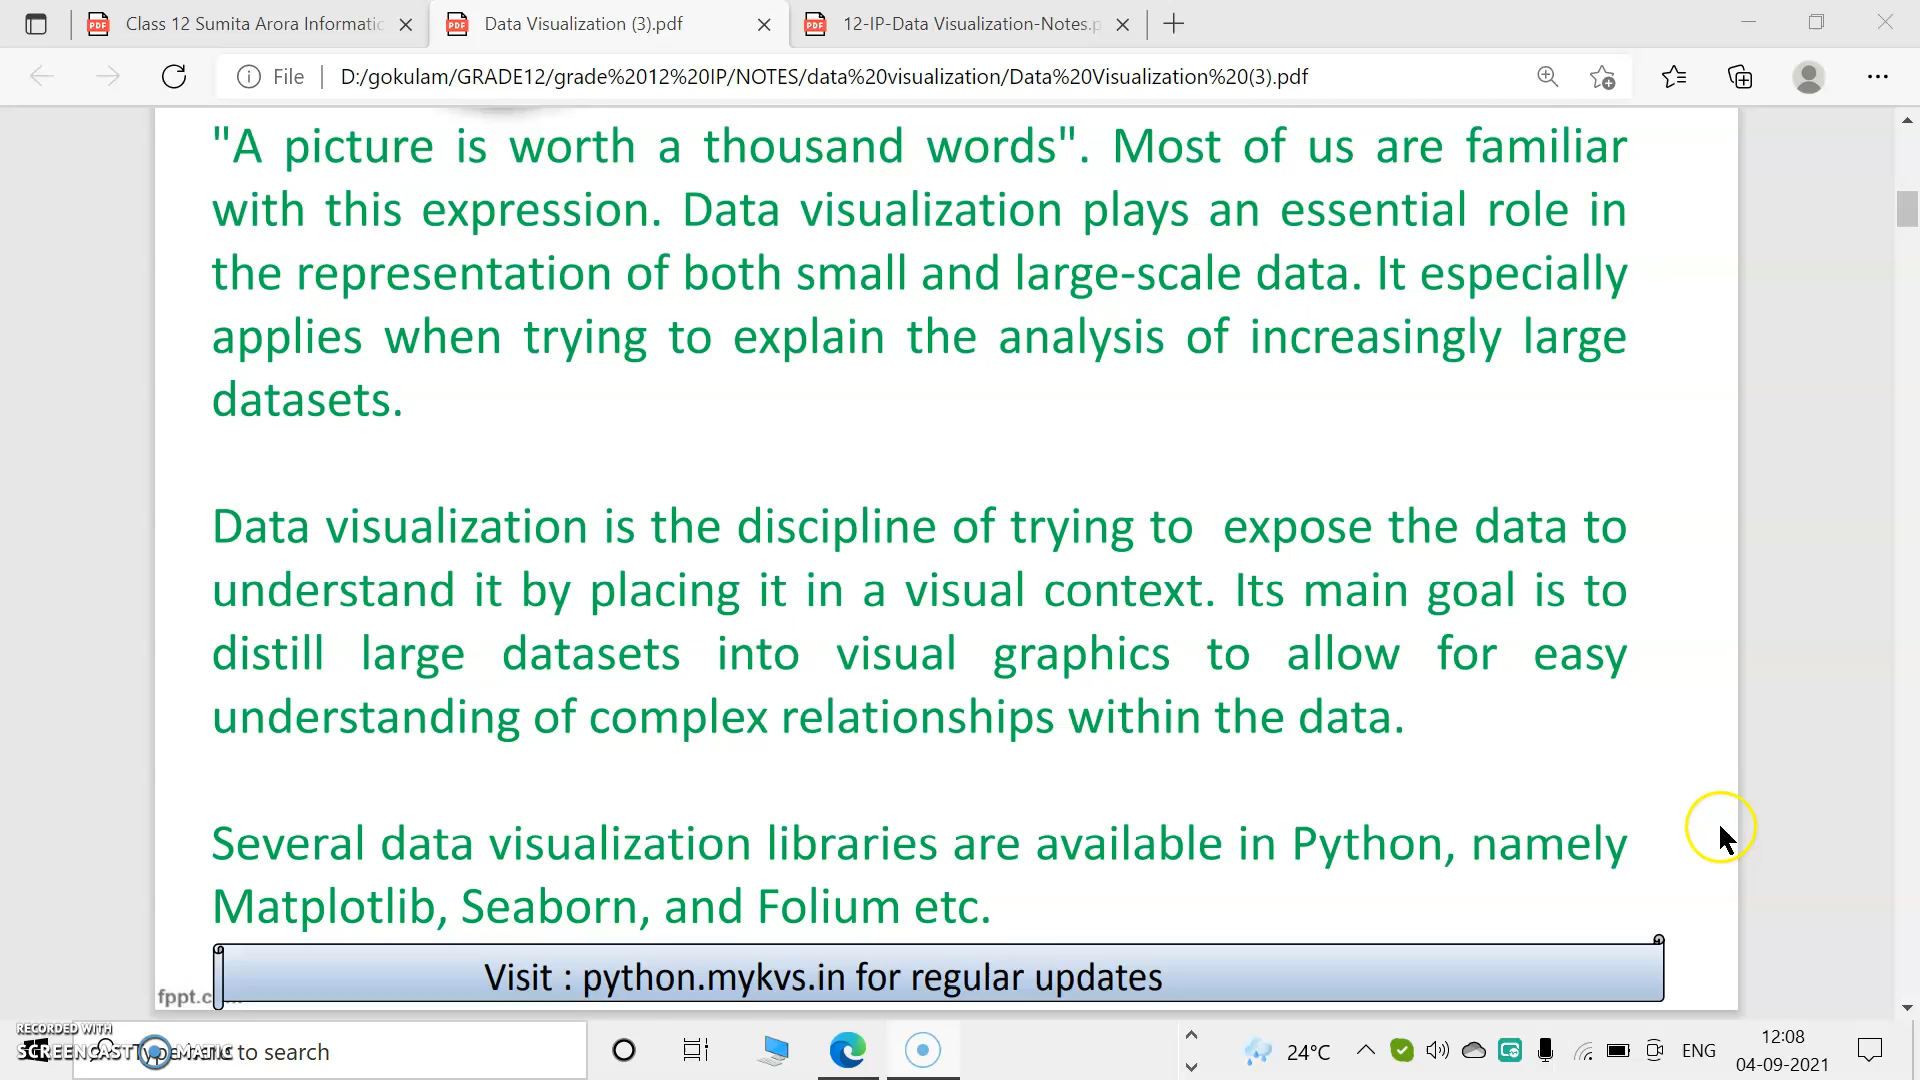 Class 12 Sumita Arora Informatic
Data Visualization (3).pdf
12-IP-Data Visualization-Notes.p
File
D:/gokulam/GRADE12/grade%2012%20IP/NOTES/data%20visualization/Data%20Visualization%20(3).pdf
"A picture is worth a thousand words". Most of us are familiar
with this expression. Data visualization plays an essential role in
the representation of both small and large-scale data. It especially
applies when trying to explain the analysis of increasingly large
datasets.
Data visualization is the discipline of trying to expose the data to
understand it by placing it in a visual context. Its main goal is to
distill large datasets into visual graphics to allow for easy
understanding of complex relationships within the data.
Several data visualization libraries are available in Python, namely
Matplotlib, Seaborn, and Folium etc.
Visit : python.mykvs.in for regular updates
fppt.c
RECORDED WITH
SCREENCAST MATIC
to search
24°C
ENG
12:08
04-09-2021